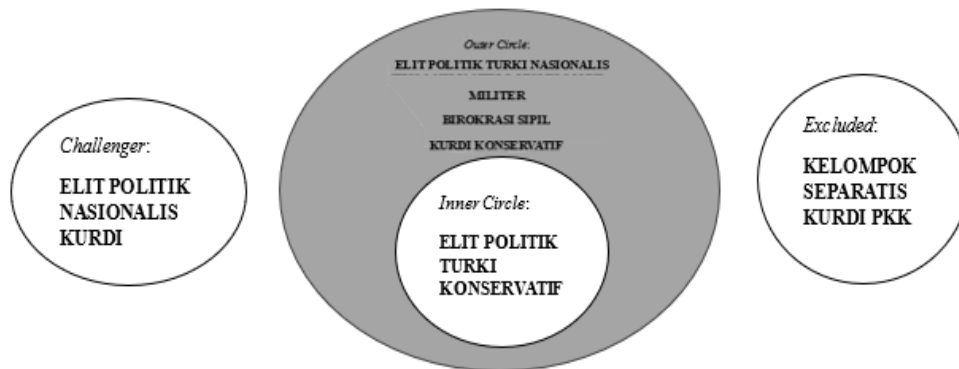 Challenger:
ELIT POLITIK
NASIONALIS
KURDI
Outer Circle:
ELIT POLITIK TURKI NASIONALIS
MILITER
BIROKRASI SIPIL
KURDI KONSERVATIF
Inner Circle:
ELIT POLITIK
TURKI
KONSERVATIF
Excluded:
KELOMPOK
SEPARATIS
KURDI PKK